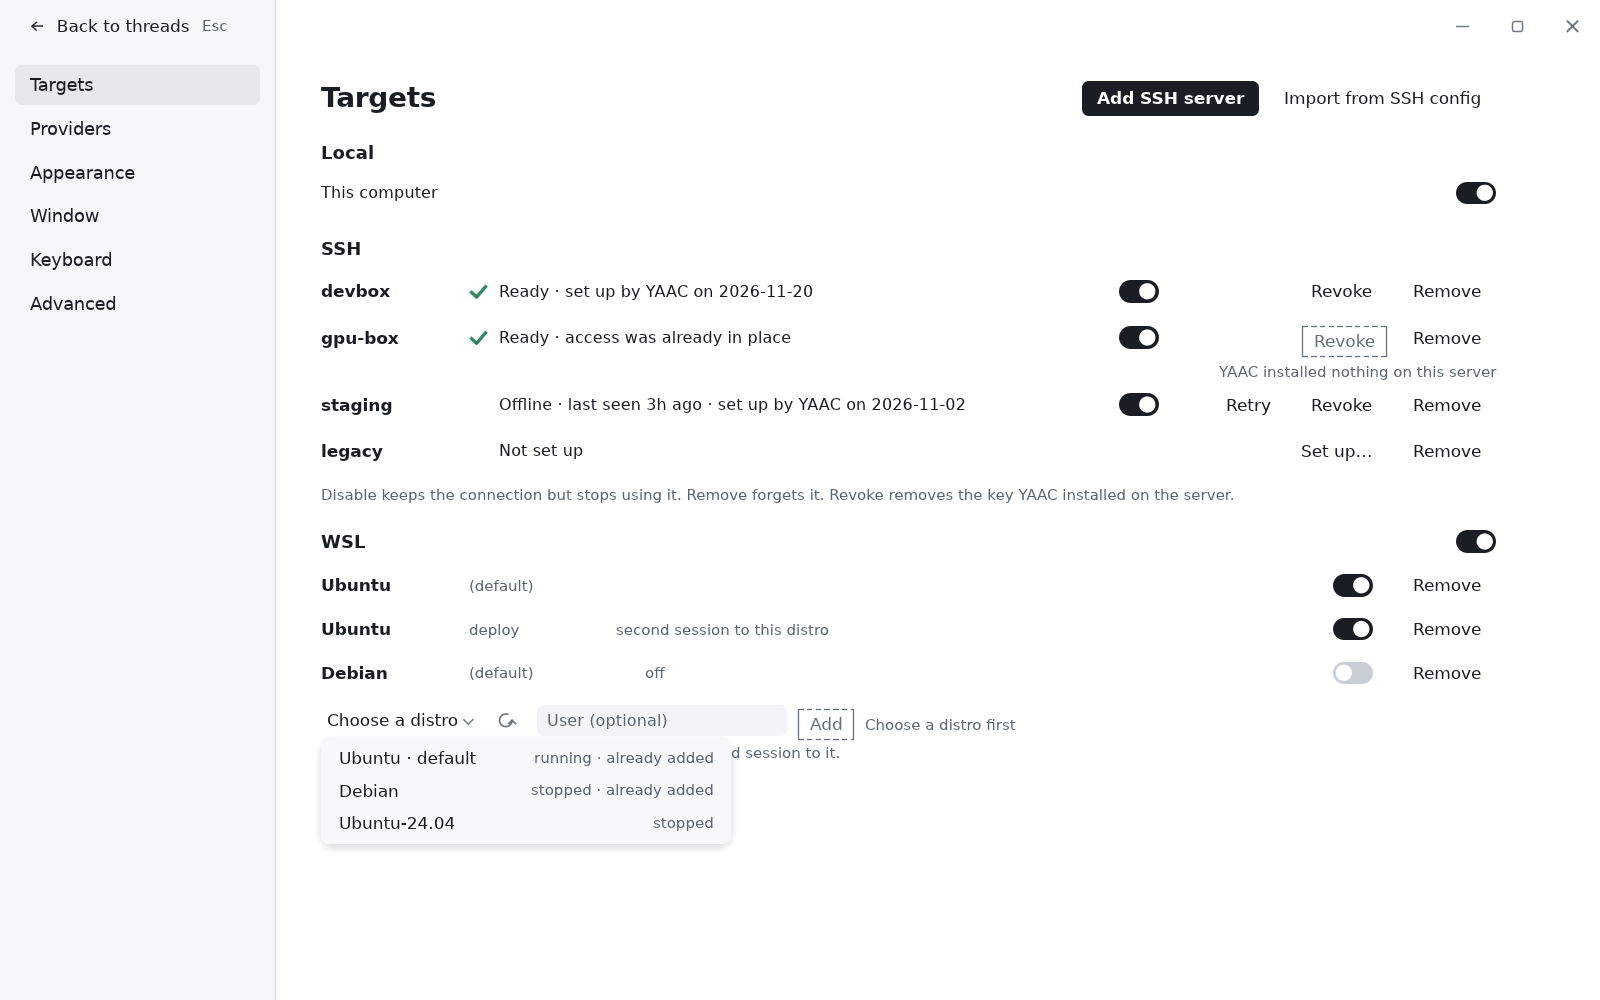 Back to threads Esc
Targets
Providers
Appearance
Window
Keyboard
Advanced
Targets
Add SSH server
Import from SSH config
Local
This computer
SSH
devbox Ready · set up by YAAC on 2026-11-20 Revoke Remove
gpu-box Ready · access was already in place Revoke Remove
YAAC installed nothing on this server
staging Offline · last seen 3h ago · set up by YAAC on 2026-11-02 Retry Revoke Remove
legacy Not set up Set up... Remove
Disable keeps the connection but stops using it. Remove forgets it. Revoke removes the key YAAC installed on the server.
WSL
Ubuntu (default) Remove
Ubuntu deploy second session to this distro Remove
Debian (default) off Remove
Choose a distro User (optional) Add Choose a distro first
d session to it.
Ubuntu · default running · already added
Debian stopped · already added
Ubuntu-24.04 stopped